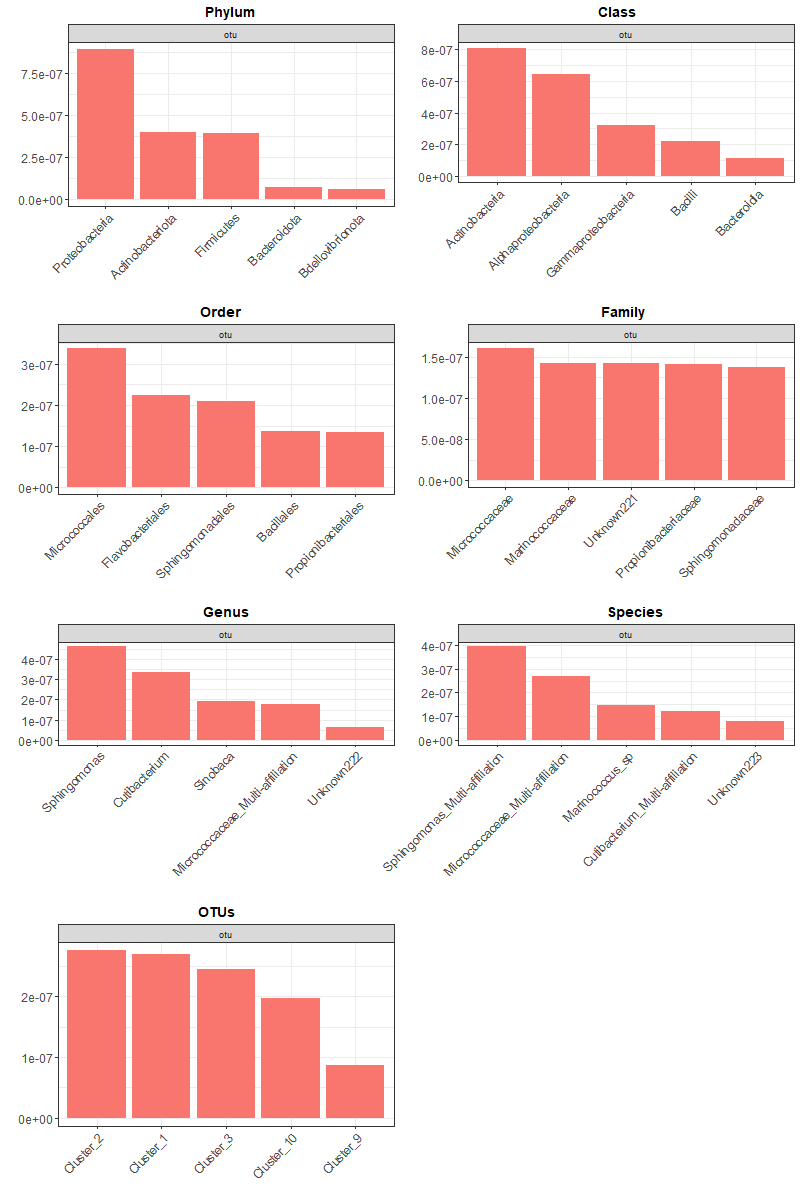 Phylum
otu
7.5e-07
5.0e-07
2.5e-07
0.0e+00
Proteobacteria
Actinobacteriota
Firmicutes
Bacteroidota
Bdellovibrionota
Class
otu
8e-07
6e-07
4e-07
2e-07
0e+00
Actinobacteria
Alphaproteobacteria
Gammaproteobacteria
Bacilli
Bacteroidia
Order
otu
3e-07
2e-07
1e-07
0e+00
Micrococcales
Flavobacteriales
Sphingomonadales
Bacillales
Propionibacteriales
Family
otu
1.5e-07
1.0e-07
5.0e-08
0.0e+00
Micrococcaceae
Marinococcaceae
Unknown221
Propionibacteriaceae
Sphingomonadaceae
Genus
otu
4e-07
3e-07
2e-07
1e-07
0e+00
Sphingomonas
Cutibacterium
Sinobaca
Micrococcaceae_Multi-affiliation
Unknown222
Species
otu
4e-07
3e-07
2e-07
1e-07
0e+00
Sphingomonas_Multi-affiliation
Micrococcaceae_Multi-affiliation
Marinococcus_sp
Cutibacterium_Multi-affiliation
Unknown223
OTUs
otu
2e-07
1e-07
0e+00
Cluster_2
Cluster_1
Cluster_3
Cluster_10
Cluster_9